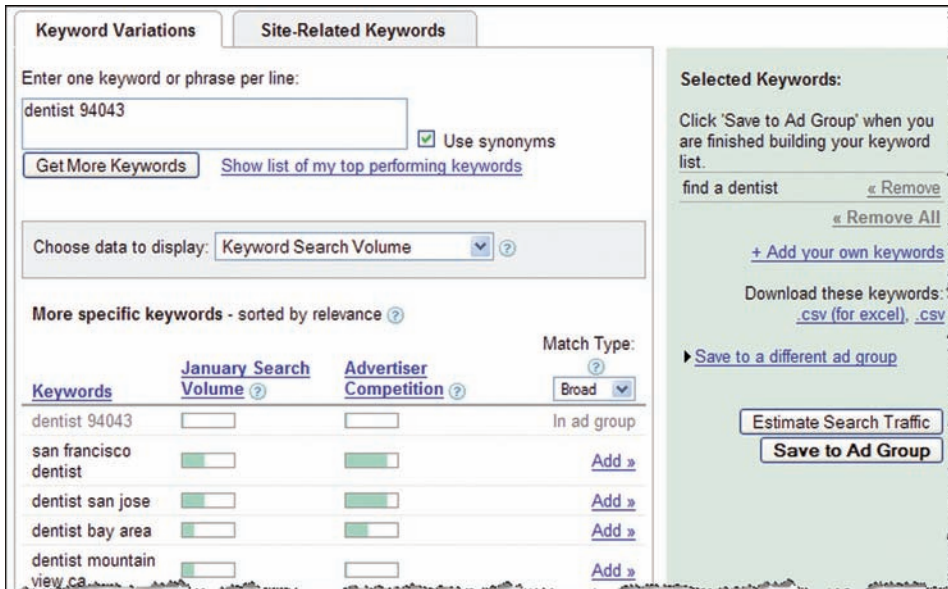 Keyword Variations
Site-Related Keywords
Enter one keyword or phrase per line:
dentist 94043
Use synonyms
Get More Keywords
Show list of my top performing keywords
Choose data to display:
Keyword Search Volume
?
More specific keywords - sorted by relevance ?
Keywords
January Search
Volume ?
Advertiser
Competition ?
Match Type:
?
Broad
dentist 94043
In ad group
san francisco
dentist
Add »
dentist san jose
Add »
dentist bay area
Add »
dentist mountain
view ca
Add »
Selected Keywords:
Click 'Save to Ad Group' when you
are finished building your keyword
list.
find a dentist
« Remove
« Remove All
+ Add your own keywords
Download these keywords:
.csv (for excel), .csv
Save to a different ad group
Estimate Search Traffic
Save to Ad Group